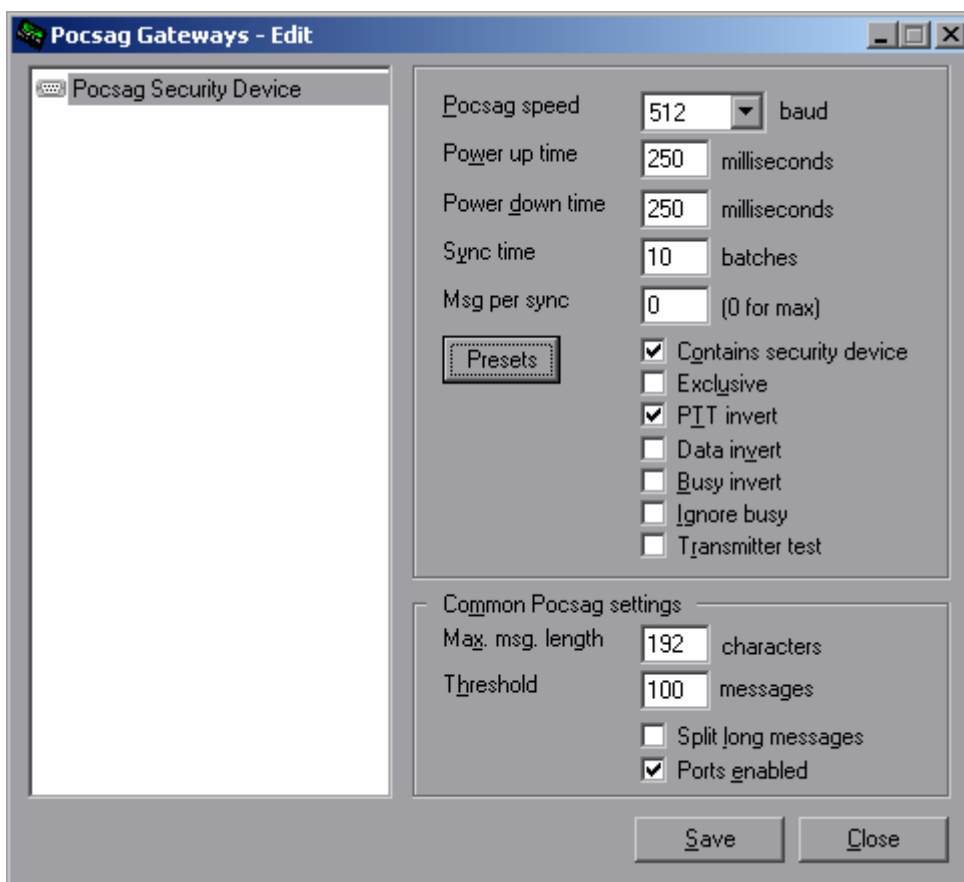 Pocsag Gateways - Edit
Pocsag Security Device
Pocsag speed 512 baud
Power up time 250 milliseconds
Power down time 250 milliseconds
Sync time 10 batches
Msg per sync 0 (0 for max)
Presets
Contains security device
Exclusive
PTT invert
Data invert
Busy invert
Ignore busy
Transmitter test
Common Pocsag settings
Max. msg. length 192 characters
Threshold 100 messages
Split long messages
Ports enabled
Save Close